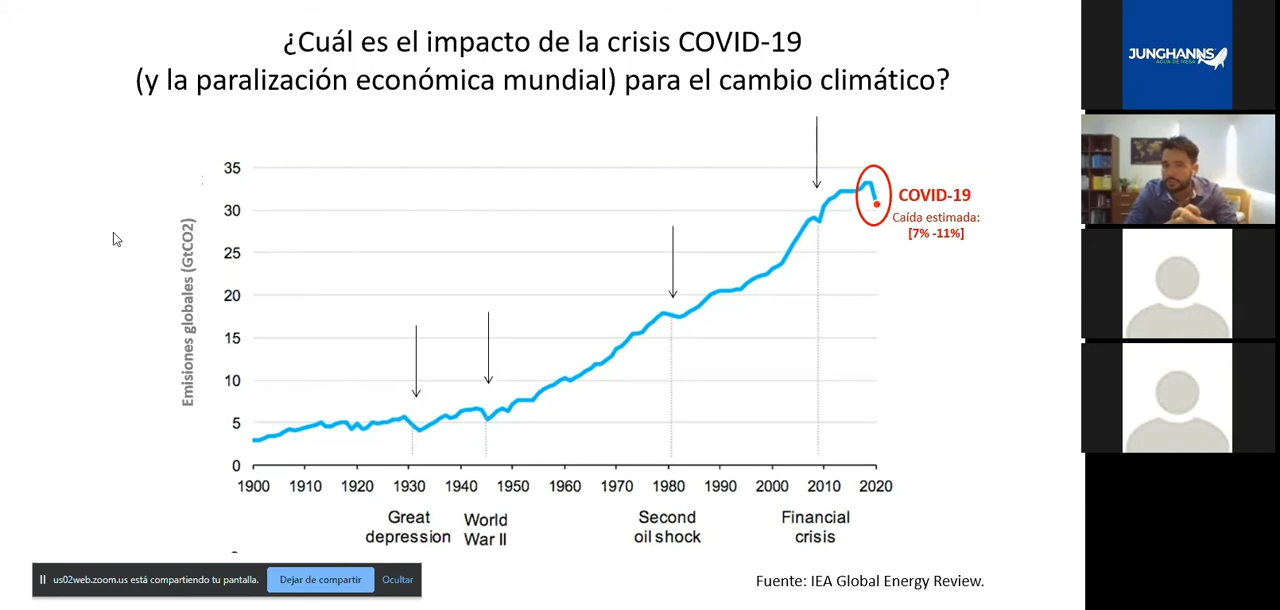 ¿Cuál es el impacto de la crisis COVID-19
(y la paralización económica mundial) para el cambio climático?
JUNGHANNS
AGUA DE MESA
Emisiones globales (GtCO2)
35
30
25
20
15
10
5
0
COVID-19
Caída estimada:
[7% -11%]
1900 1910 1920 1930 1940 1950 1960 1970 1980 1990 2000 2010 2020
Great
depression
World
War II
Second
oil shock
Financial
crisis
us02web.zoom.us está compartiendo tu pantalla. Dejar de compartir Ocultar
Fuente: IEA Global Energy Review.